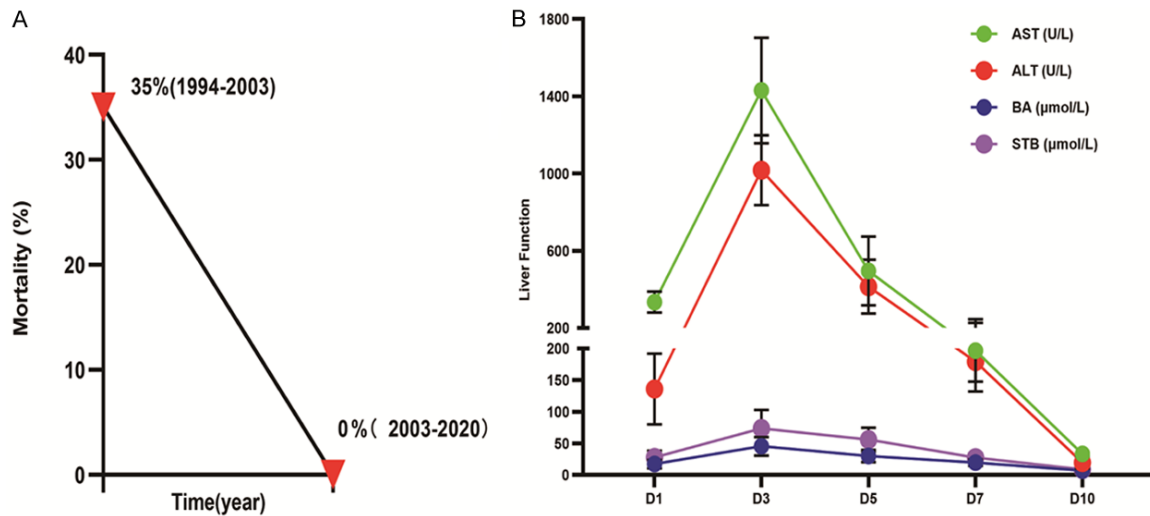 A
Mortality (%)
40
30
20
10
0
35%(1994-2003)
0%( 2003-2020)
Time(year)
B
Liver Function
1800
1400
1000
600
200
200
150
100
50
0
D1
D3
D5
D7
D10
AST (U/L)
ALT (U/L)
BA (µmol/L)
STB (µmol/L)